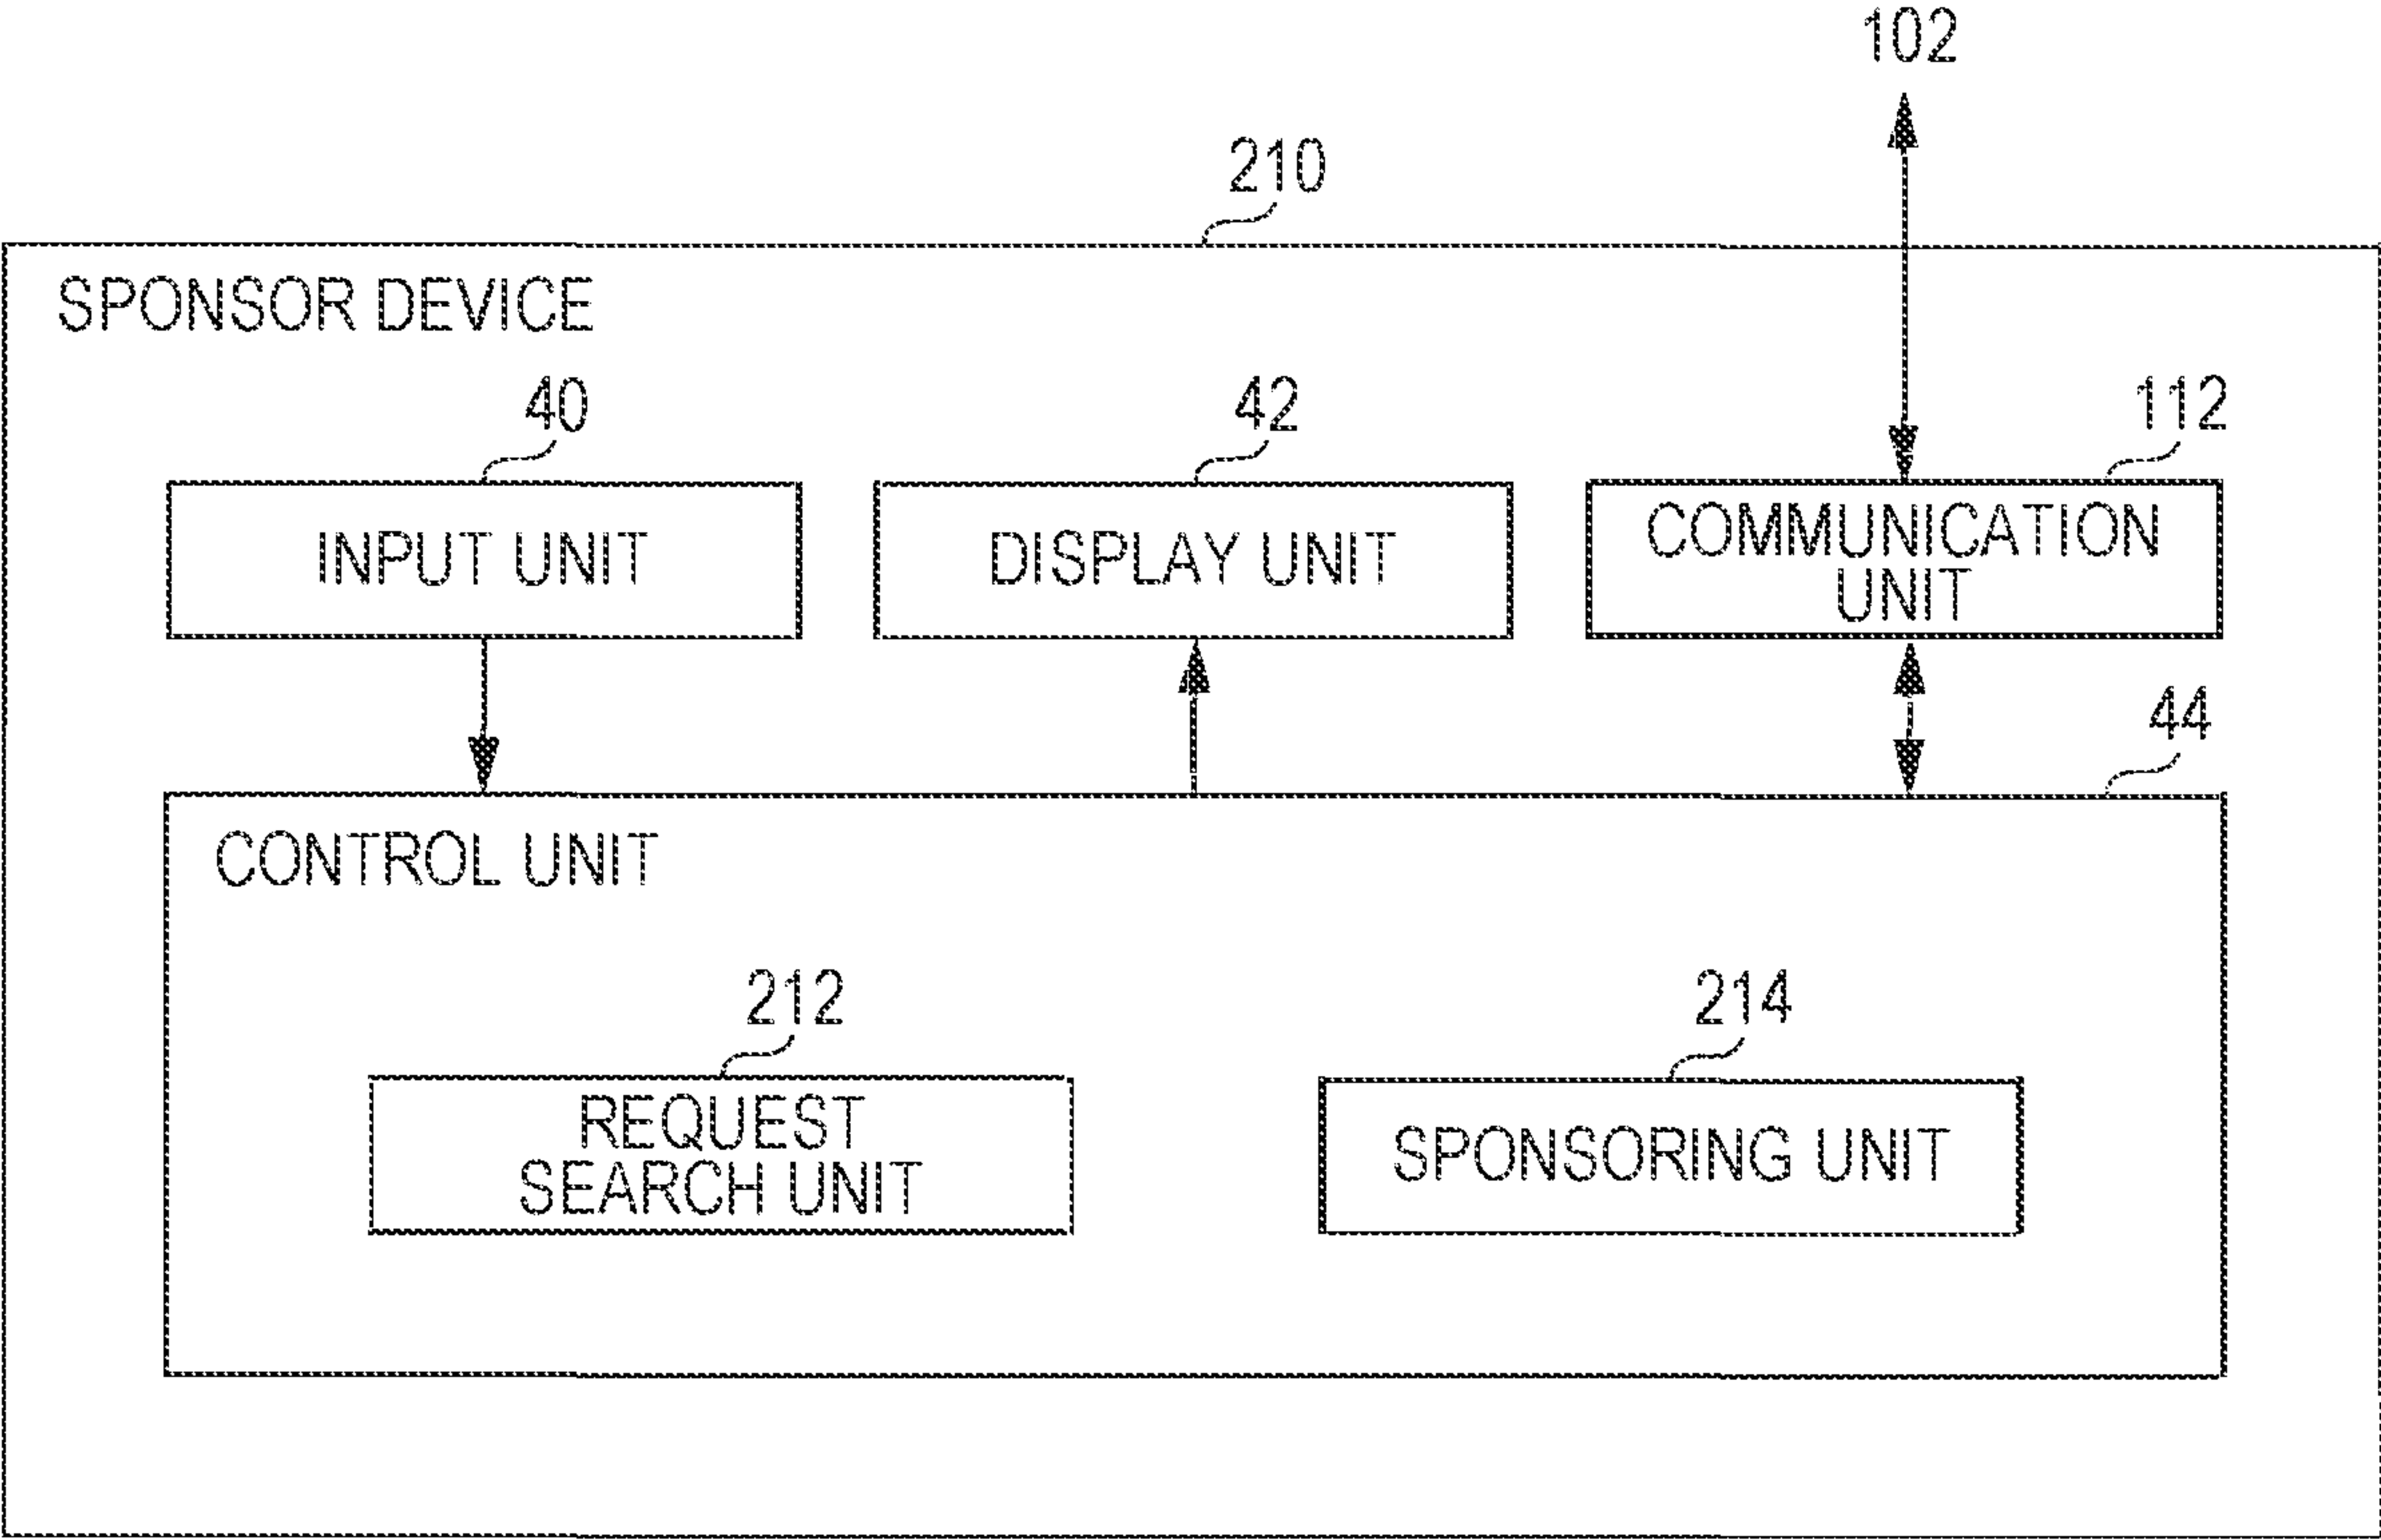 102
210
SPONSOR DEVICE
40
42
112
INPUT UNIT
DISPLAY UNIT
COMMUNICATION
UNIT
44
CONTROL UNIT
212
214
REQUEST
SEARCH UNIT
SPONSORING UNIT